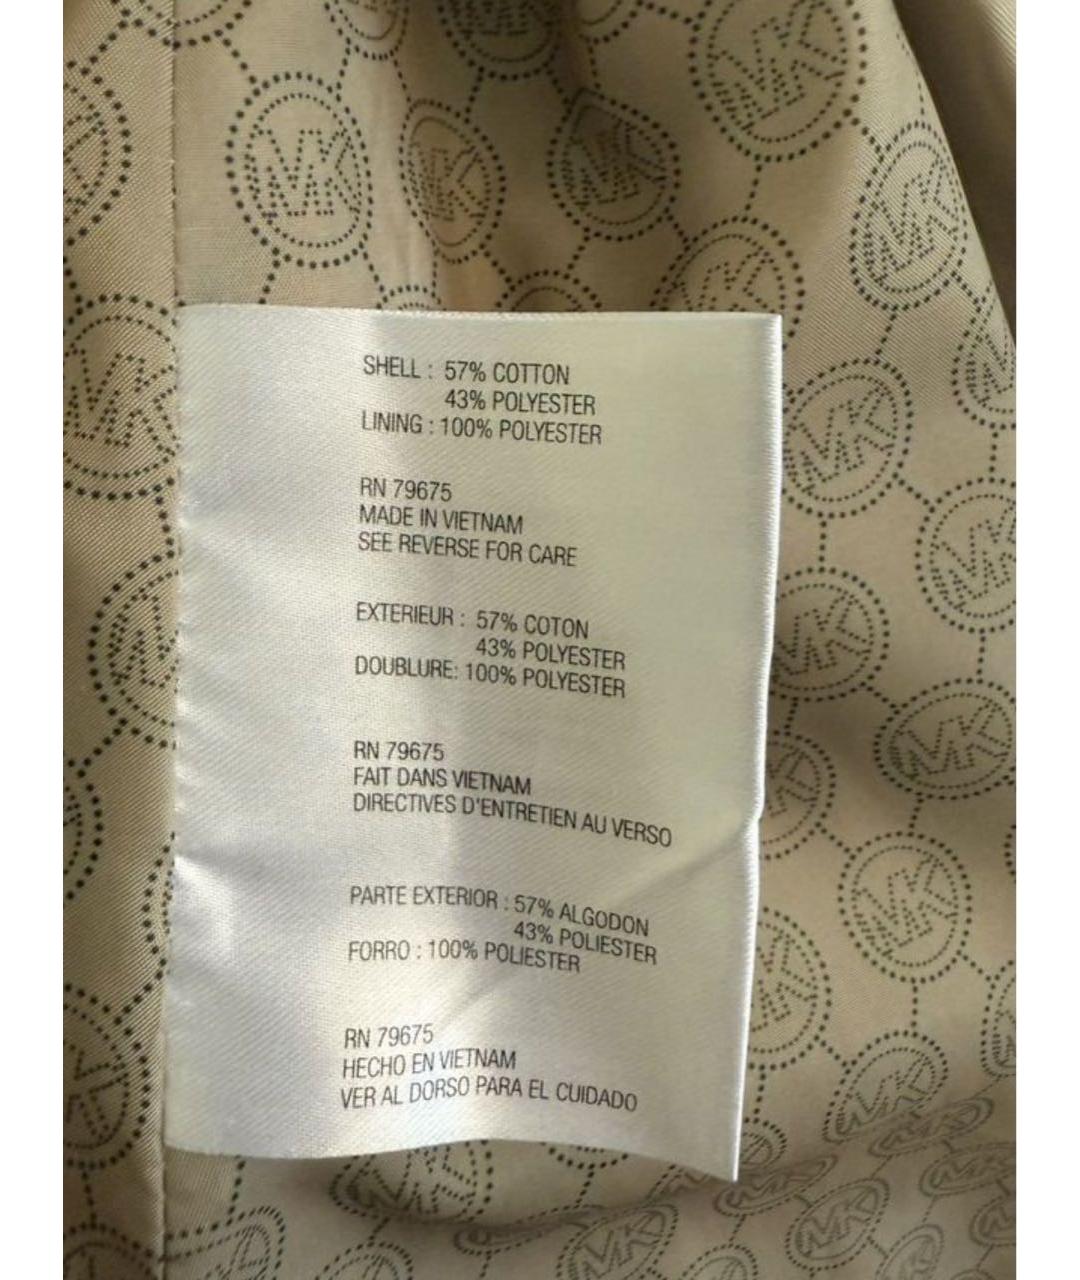 SHELL : 57% COTTON
43% POLYESTER
LINING : 100% POLYESTER
RN 79675
MADE IN VIETNAM
SEE REVERSE FOR CARE
EXTERIEUR : 57% COTON
43% POLYESTER
DOUBLURE: 100% POLYESTER
RN 79675
FAIT DANS VIETNAM
DIRECTIVES D'ENTRETIEN AU VERSO
PARTE EXTERIOR : 57% ALGODON
43% POLIESTER
FORRO : 100% POLIESTER
RN 79675
HECHO EN VIETNAM
VER AL DORSO PARA EL CUIDADO